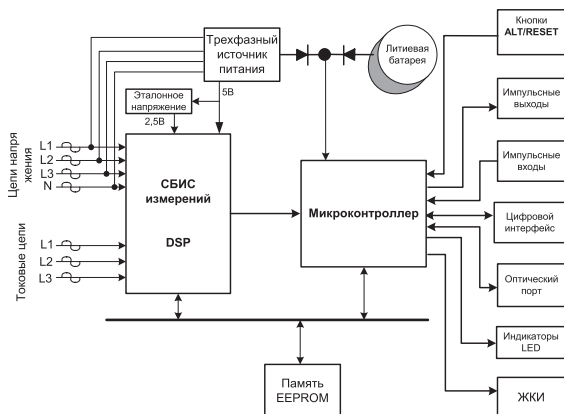 Трехфазный
источник
питания
Литиевая
батарея
Кнопки
ALT/RESET
Эталонное
напряжение
5В
2,5В
Импульсные
выходы
Цепи напря
жения
L1
L2
L3
N
СБИС
измерений
DSP
Микроконтроллер
Импульсные
входы
Цифровой
интерфейс
Токовые цепи
L1
L2
L3
Оптический
порт
Индикаторы
LED
Память
EEPROM
ЖКИ